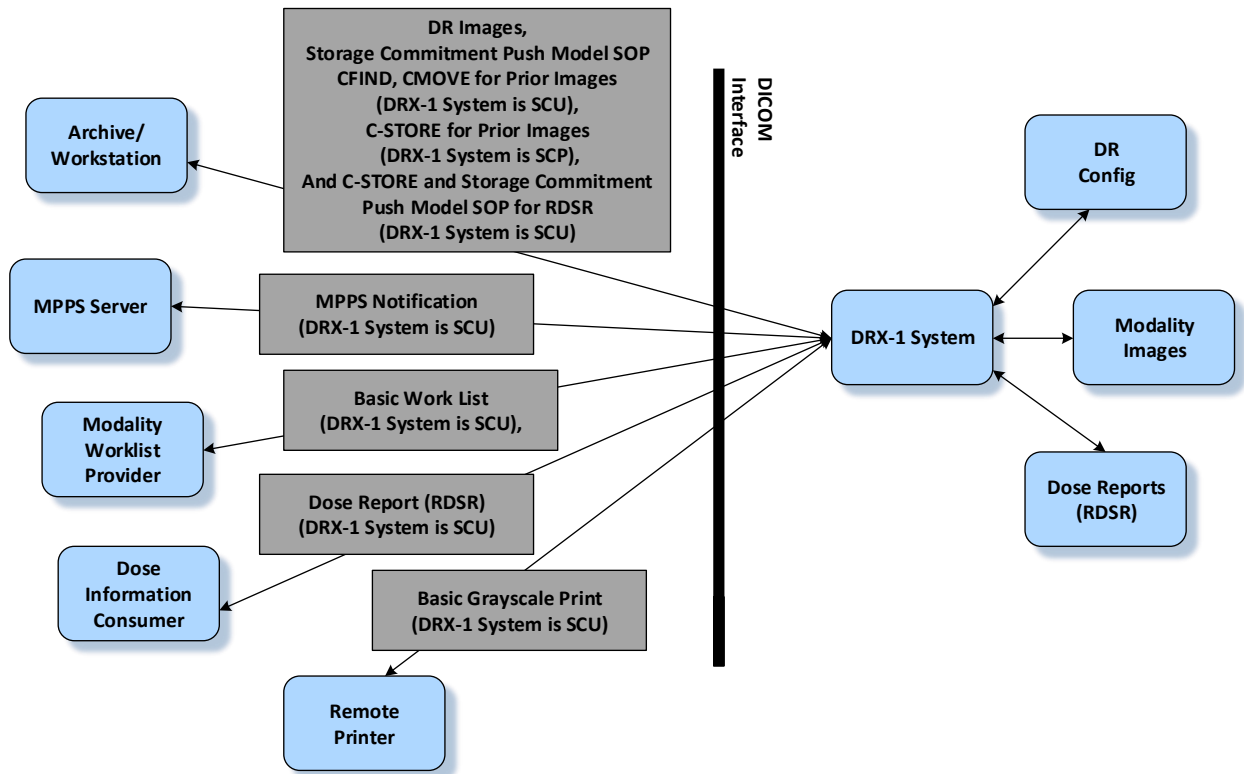 DR Images,
Storage Commitment Push Model SOP
CFIND, CMOVE for Prior Images
(DRX-1 System is SCU),
C-STORE for Prior Images
(DRX-1 System is SCP),
And C-STORE and Storage Commitment
Push Model SOP for RDSR
(DRX-1 System is SCU)
DICOM
Interface
Archive/
Workstation
DR
Config
MPPS Server
MPPS Notification
(DRX-1 System is SCU)
DRX-1 System
Modality
Images
Basic Work List
(DRX-1 System is SCU),
Modality
Worklist
Provider
Dose Report (RDSR)
(DRX-1 System is SCU)
Dose Reports
(RDSR)
Dose
Information
Consumer
Basic Grayscale Print
(DRX-1 System is SCU)
Remote
Printer